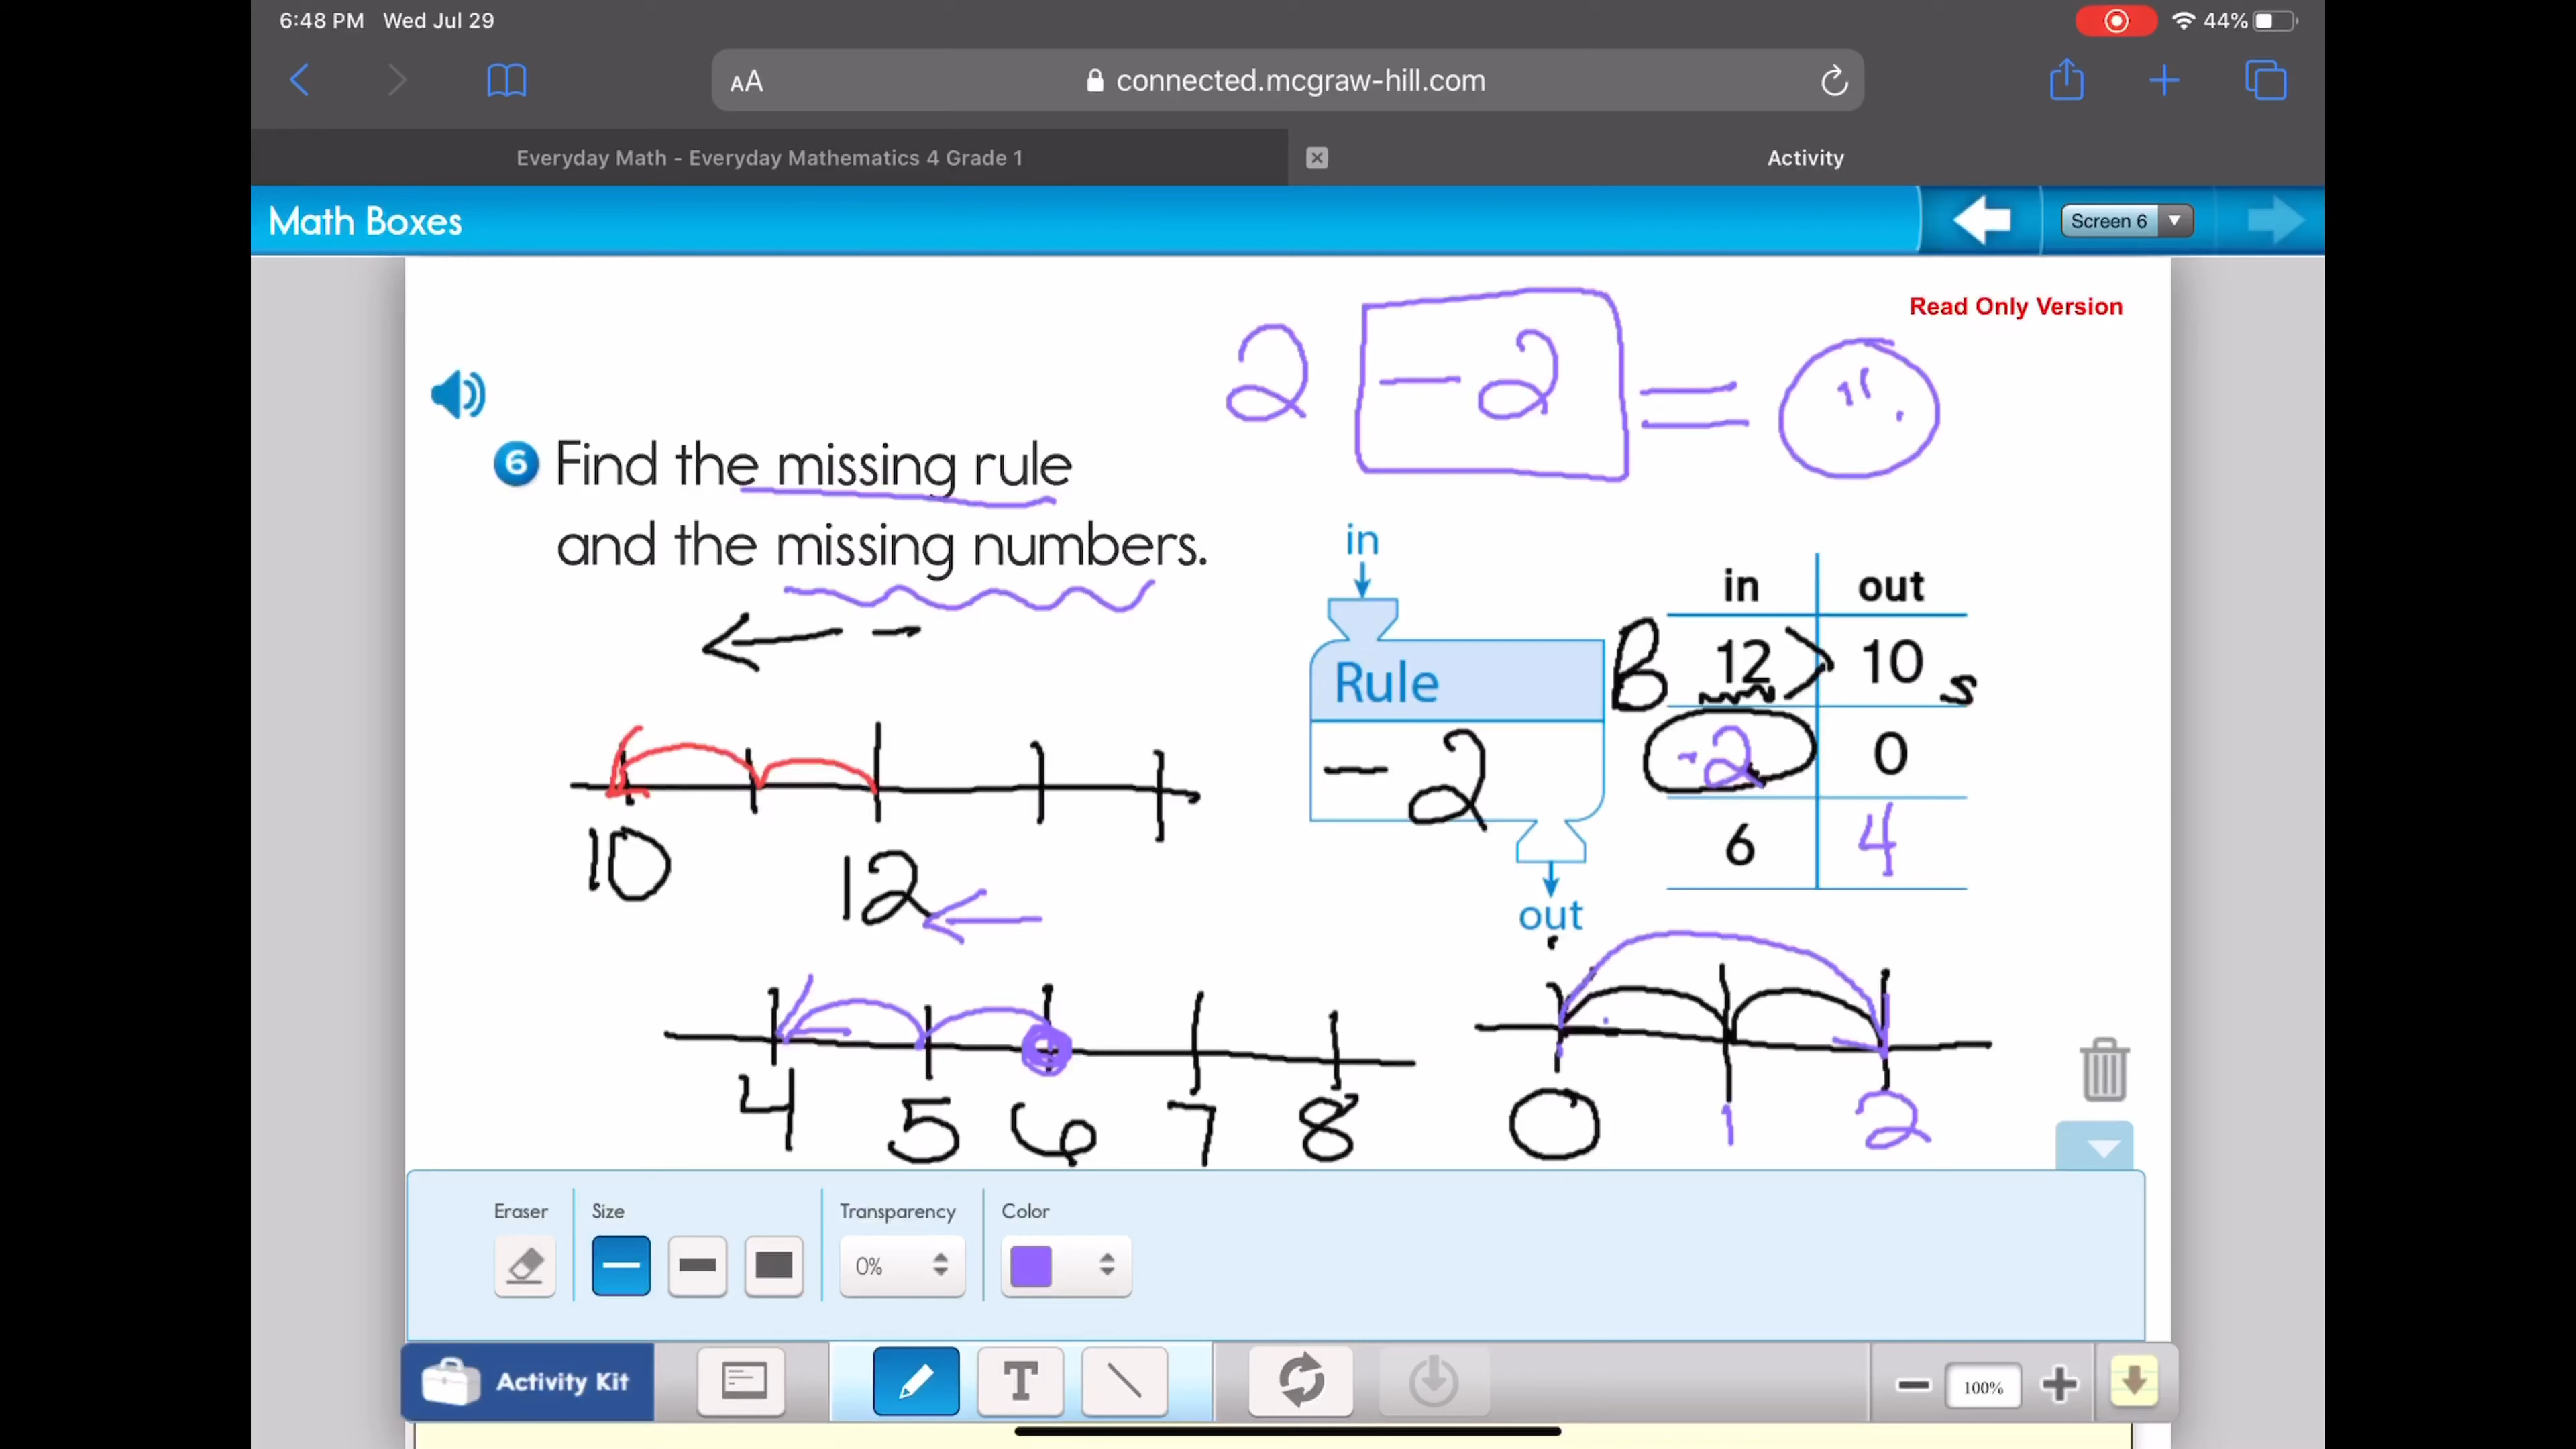 6:48 PM Wed Jul 29
44%
AA connected.mcgraw-hill.com
Everyday Math - Everyday Mathematics 4 Grade 1
Activity
Math Boxes
Screen 6
Read Only Version
2 -2 =
6 Find the missing rule
and the missing numbers.
in
Rule
-2
out
in out
B 12 > 10 s
-2 0
6 4
10 12
4 5 6 7 8
0 1 2
Eraser Size Transparency Color
0%
Activity Kit
T
100%